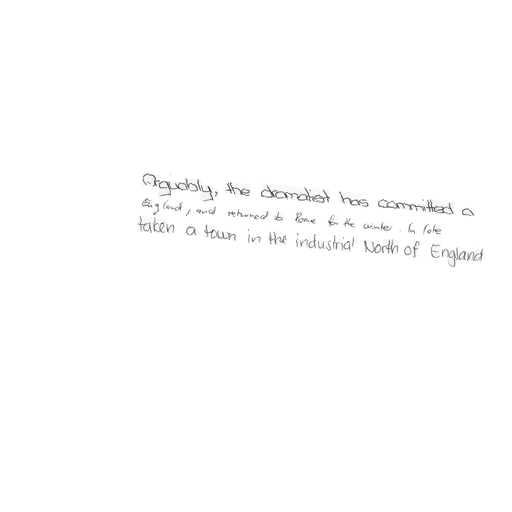 Arguably, the dramatist has committed a
England, and returned to Rome for the winter. In late
taken a town in the industrial North of England